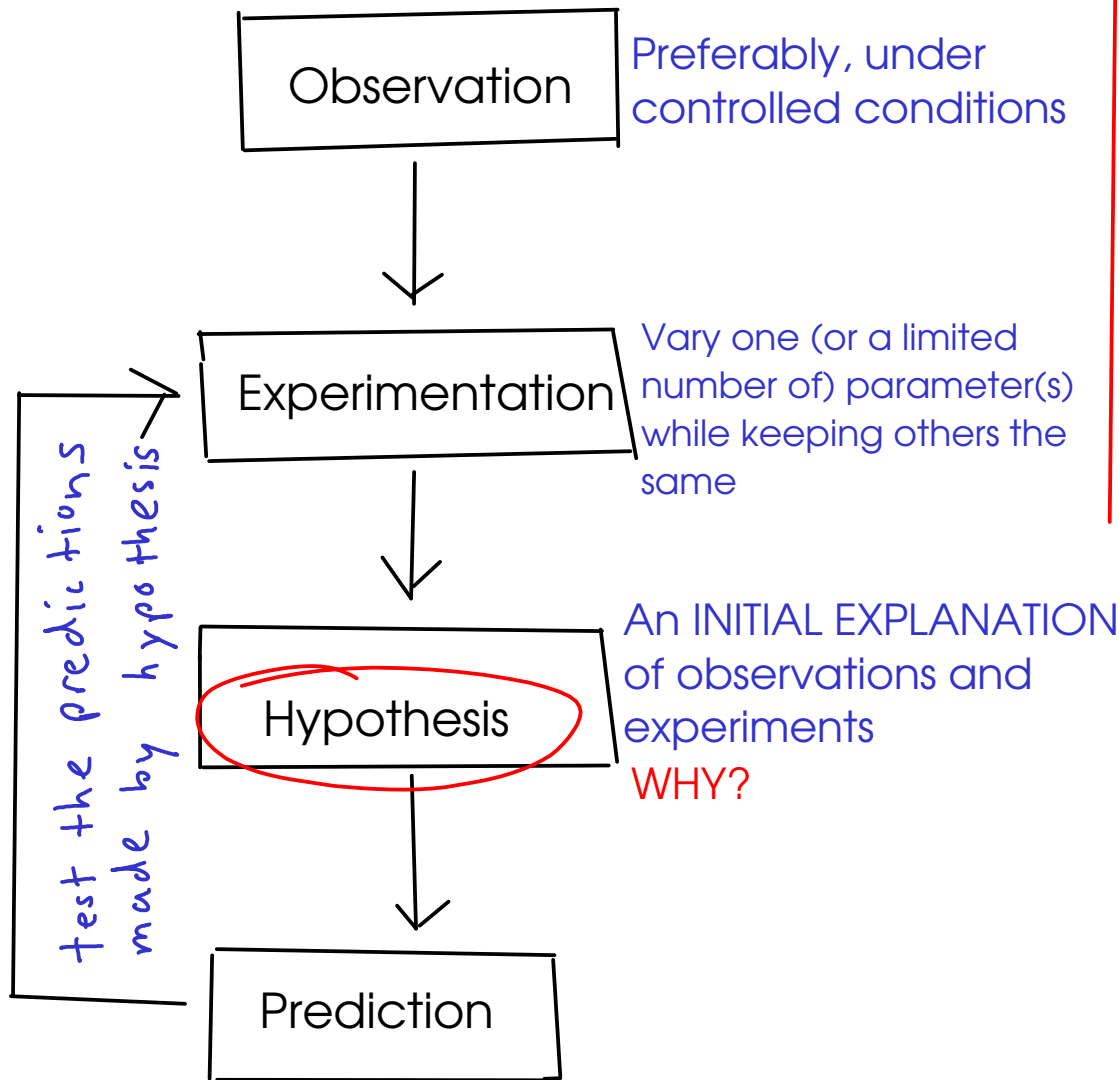 Observation
Preferably, under
controlled conditions
Experimentation
Vary one (or a limited
number of) parameter(s)
while keeping others the
same
test the predictions
made by hypothesis
Hypothesis
An INITIAL EXPLANATION
of observations and
experiments
WHY?
Prediction